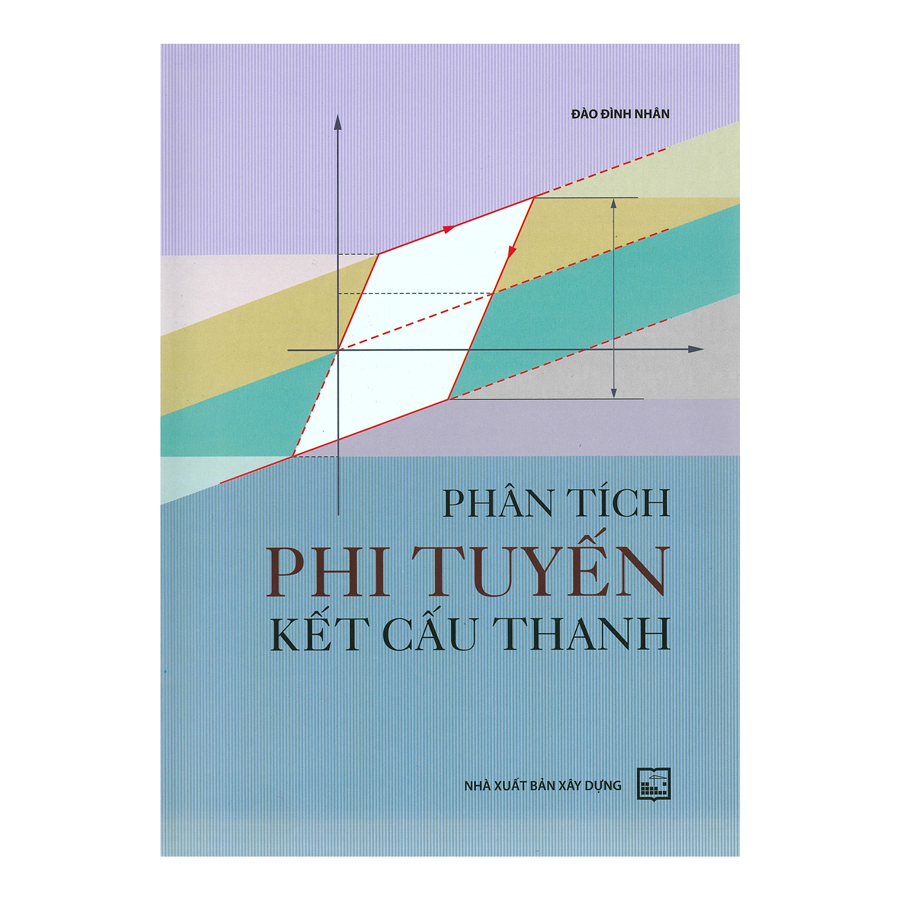 ĐÀO ĐÌNH NHÂN
PHÂN TÍCH
PHI TUYẾN
KẾT CẤU THANH
NHÀ XUẤT BẢN XÂY DỰNG